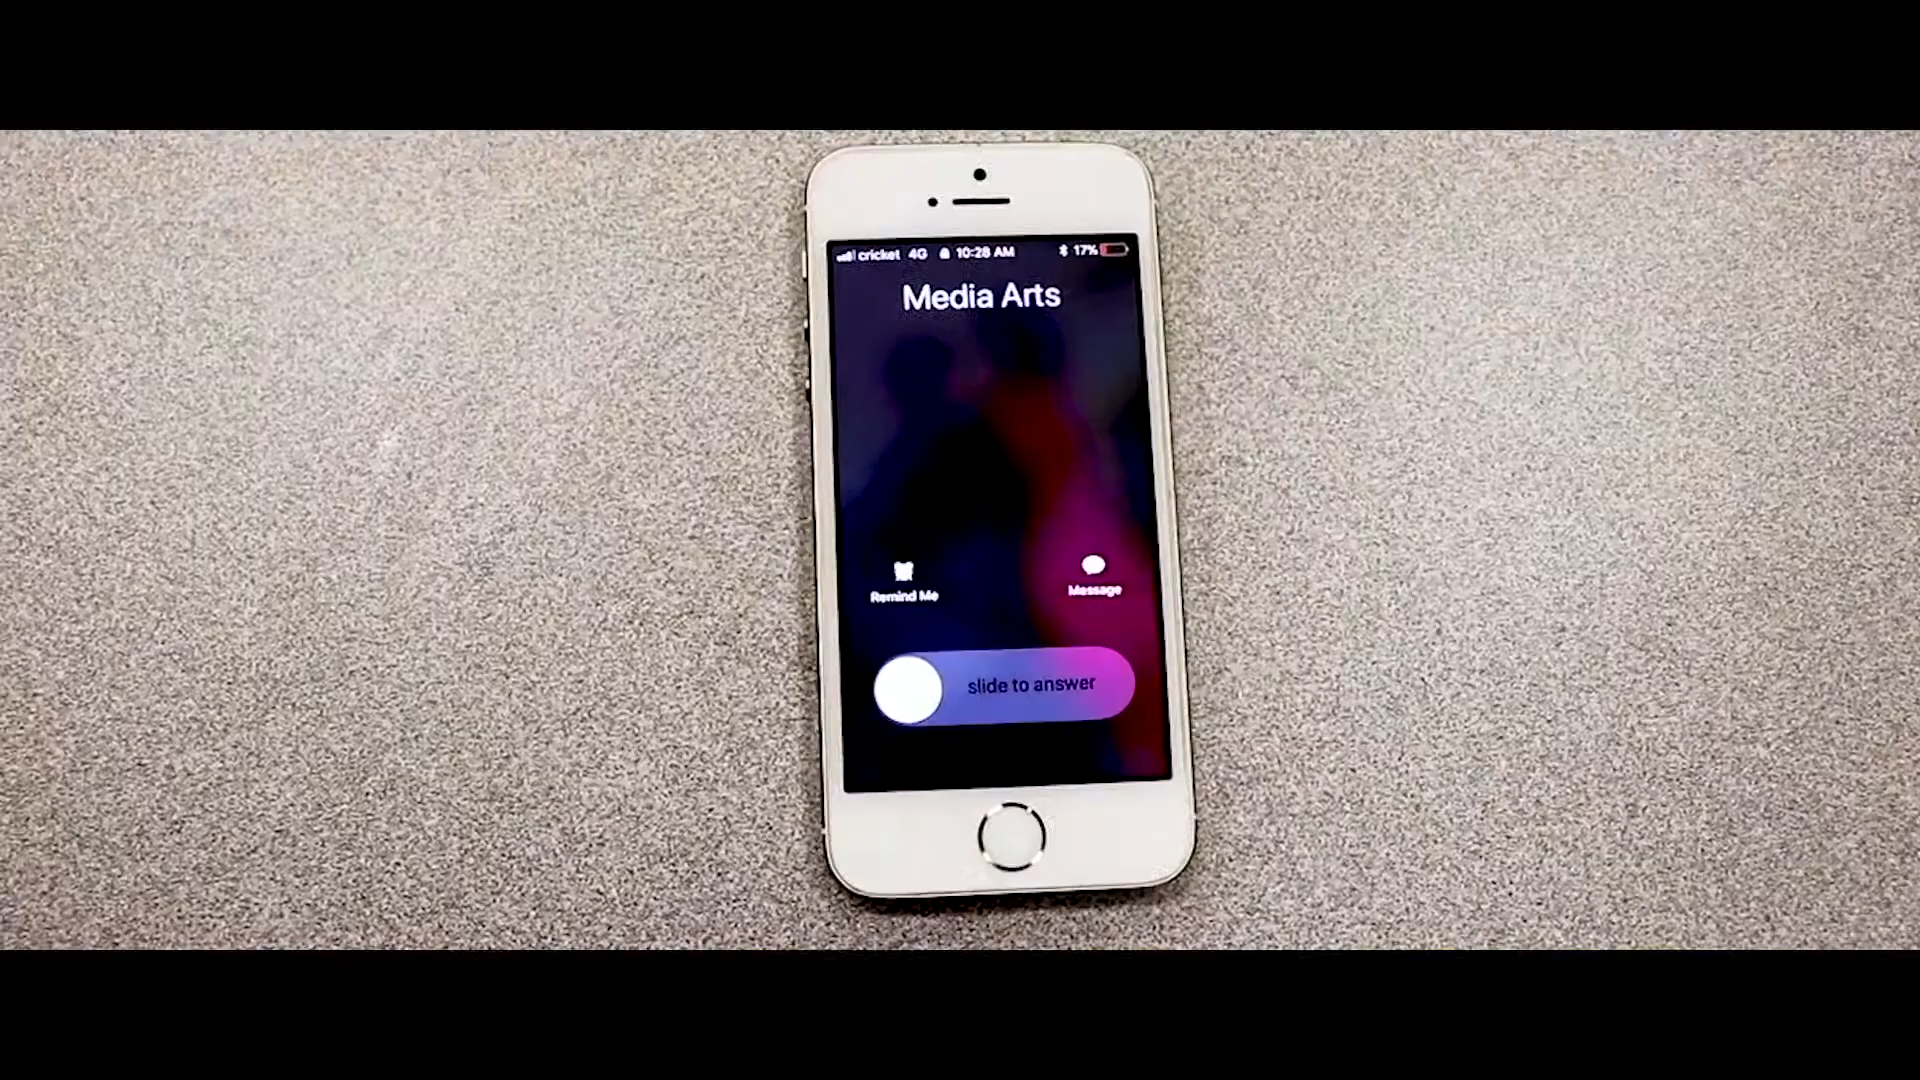 cricket 4G 10:28 AM 17%
Media Arts
Remind Me
Message
slide to answer